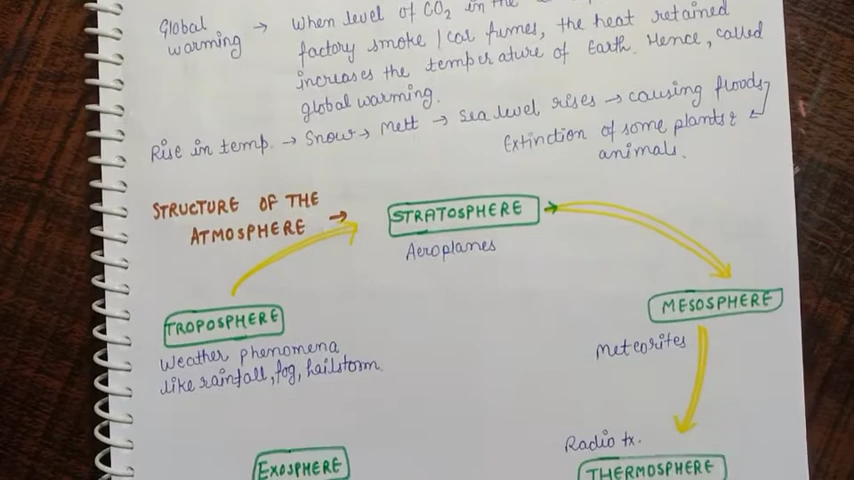 Global warming → When level of CO2 in the
factory smoke / car fumes, the heat retained
increases the temperature of Earth. Hence, called
global warming.
Rise in temp. → Snow → Melt → Sea level rises → causing floods
Extinction of some plants &
animals.
STRUCTURE OF THE
ATMOSPHERE →
STRATOSPHERE
Aeroplanes
MESOSPHERE
Meteorites
TROPOSPHERE
Weather phenomena
like rainfall, fog, hailstorm.
Radio tx.
THERMOSPHERE
EXOSPHERE